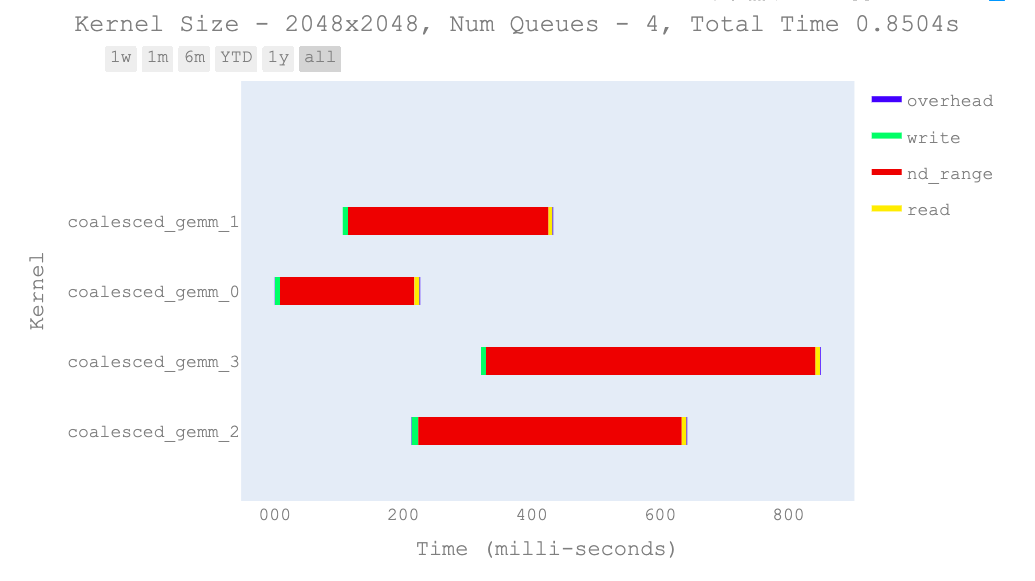 Kernel Size - 2048x2048, Num Queues - 4, Total Time 0.8504s
1w 1m 6m YTD 1y all
overhead
write
nd_range
read
Kernel
coalesced_gemm_1
coalesced_gemm_0
coalesced_gemm_3
coalesced_gemm_2
000 200 400 600 800
Time (milli-seconds)